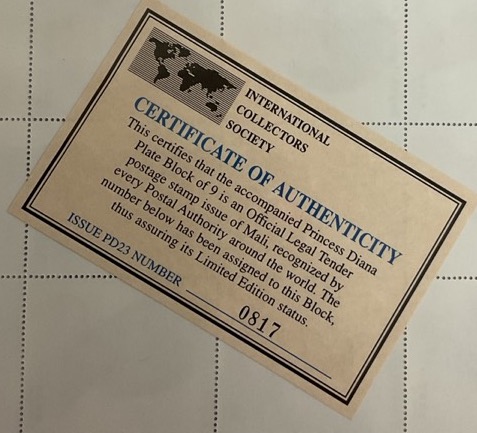 INTERNATIONAL
COLLECTORS
SOCIETY
CERTIFICATE OF AUTHENTICITY
This certifies that the accompanied Princess Diana
Plate Block of 9 is an Official Legal Tender
postage stamp issue of Mali, recognized by
every Postal Authority around the world. The
number below has been assigned to this Block,
thus assuring its Limited Edition status.
ISSUE PD23 NUMBER 0817